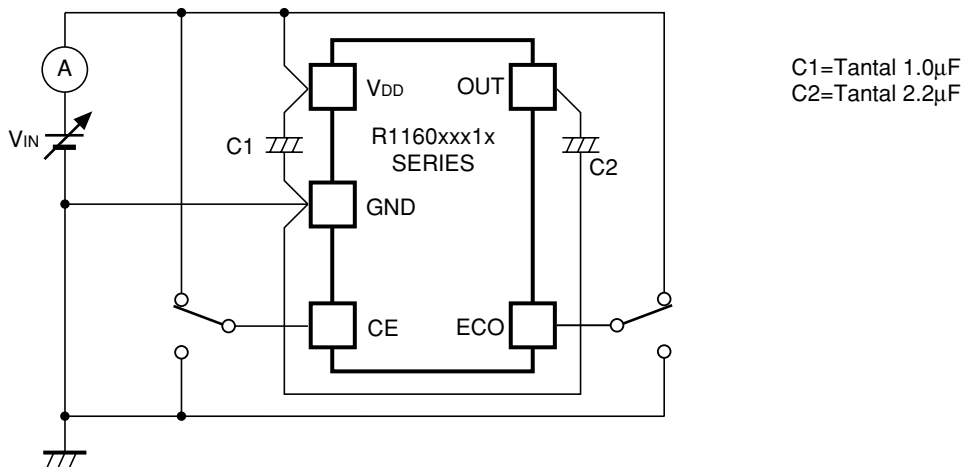 A
VIN
C1
VDD
OUT
R1160xxx1x
SERIES
C2
GND
CE
ECO
C1=Tantal 1.0μF
C2=Tantal 2.2μF